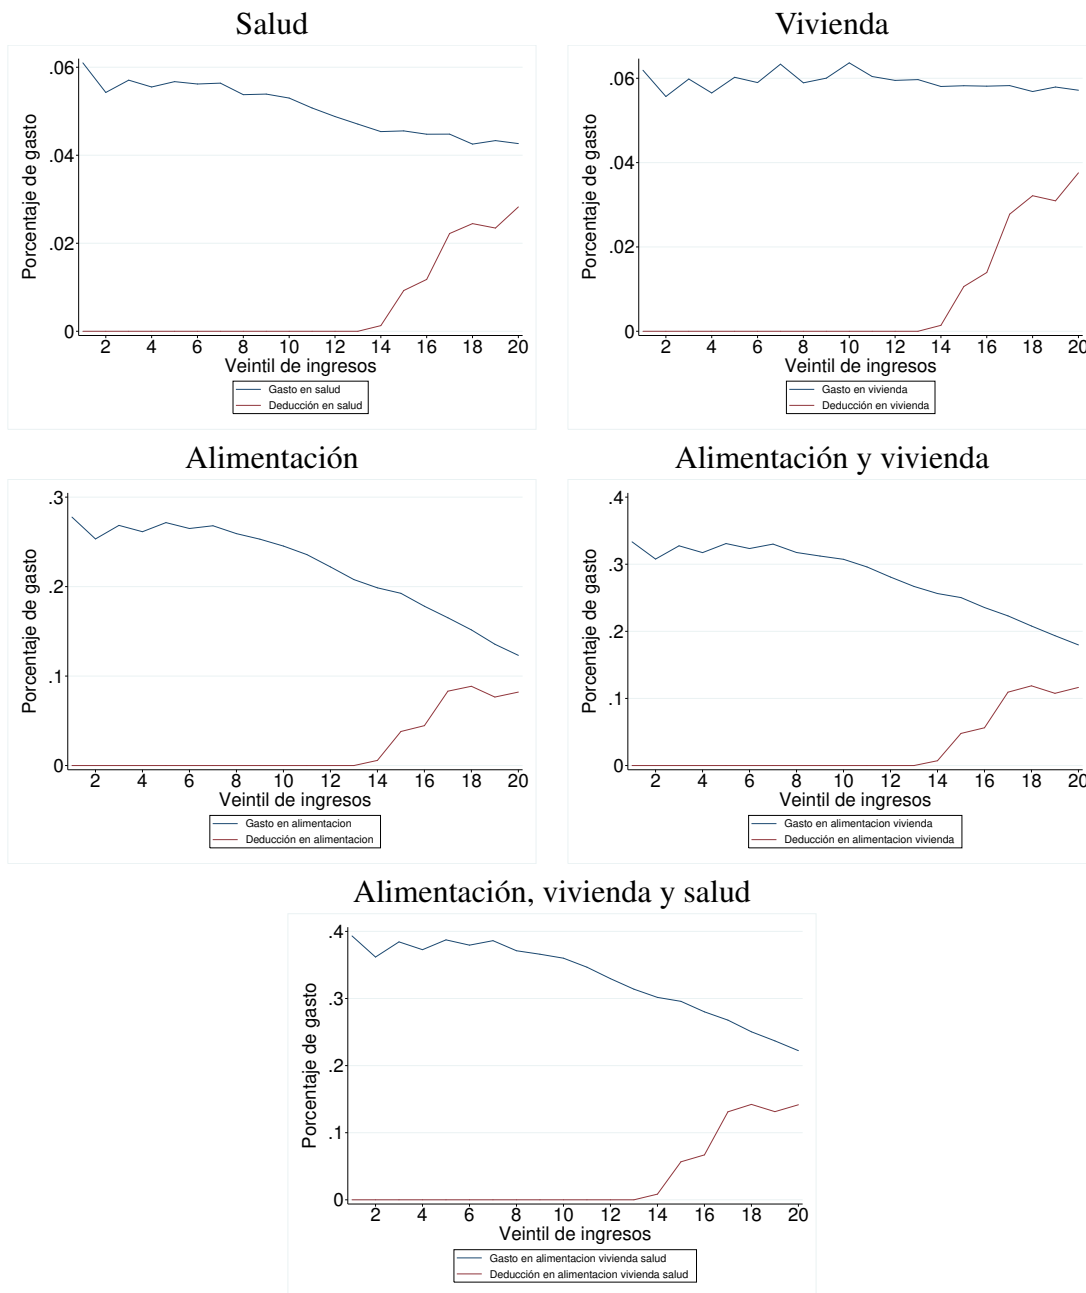 Salud
Porcentaje de gasto
.06
.04
.02
0
2 4 6 8 10 12 14 16 18 20
Veintil de ingresos
Gasto en salud
Deducción en salud
Vivienda
Porcentaje de gasto
.06
.04
.02
0
2 4 6 8 10 12 14 16 18 20
Veintil de ingresos
Gasto en vivienda
Deducción en vivienda
Alimentación
Porcentaje de gasto
.3
.2
.1
0
2 4 6 8 10 12 14 16 18 20
Veintil de ingresos
Gasto en alimentacion
Deducción en alimentacion
Alimentación y vivienda
Porcentaje de gasto
.4
.3
.2
.1
0
2 4 6 8 10 12 14 16 18 20
Veintil de ingresos
Gasto en alimentacion vivienda
Deducción en alimentacion vivienda
Alimentación, vivienda y salud
Porcentaje de gasto
.4
.3
.2
.1
0
2 4 6 8 10 12 14 16 18 20
Veintil de ingresos
Gasto en alimentacion vivienda salud
Deducción en alimentacion vivienda salud